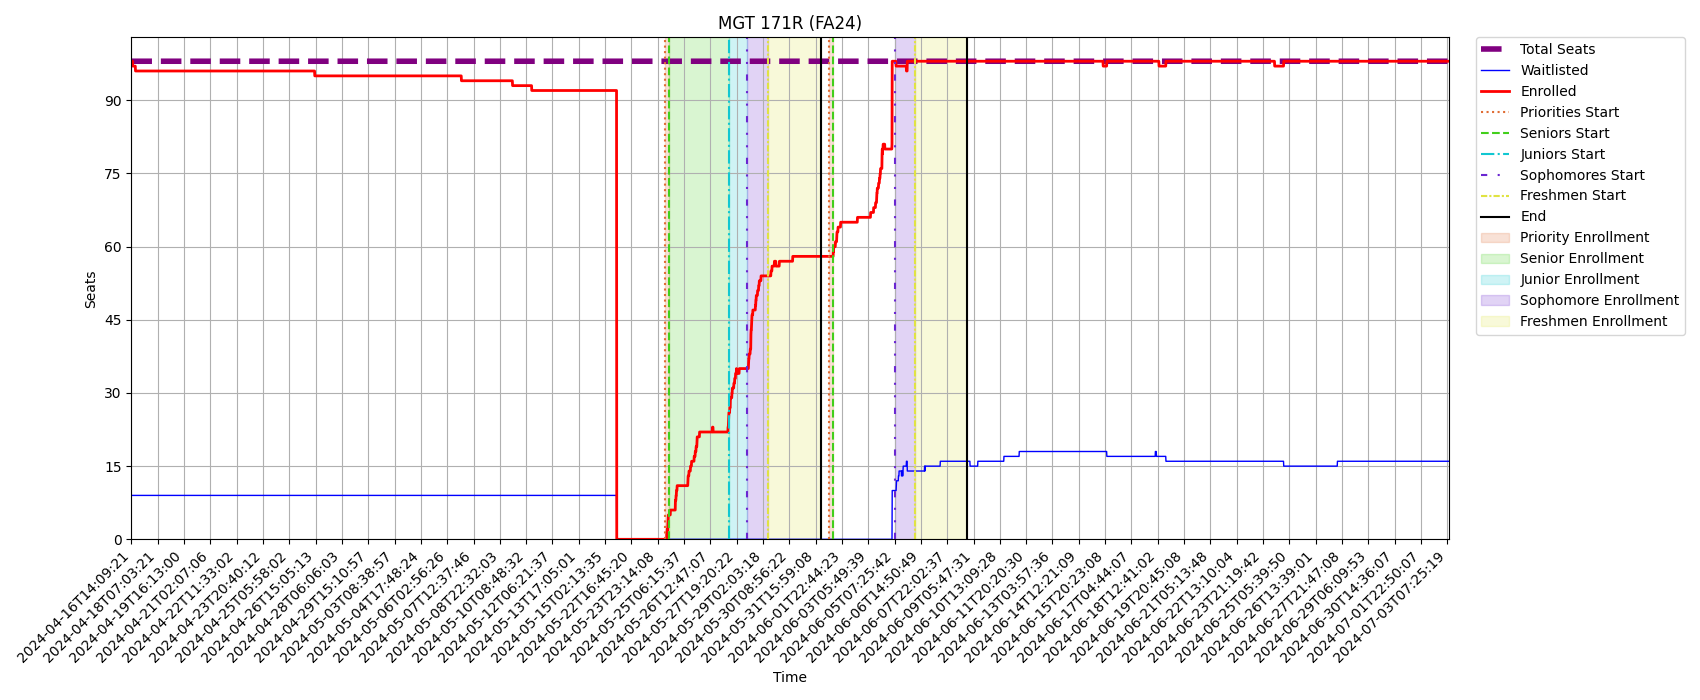 MGT 171R (FA24)
Total Seats
Waitlisted
Enrolled
Priorities Start
Seniors Start
Juniors Start
Sophomores Start
Freshmen Start
End
Priority Enrollment
Senior Enrollment
Junior Enrollment
Sophomore Enrollment
Freshmen Enrollment
Seats
90
75
60
45
30
15
0
2024-04-16T14:09:21
2024-04-18T07:03:21
2024-04-19T16:13:00
2024-04-21T02:07:06
2024-04-22T11:33:02
2024-04-23T20:40:12
2024-04-25T05:58:02
2024-04-26T15:05:13
2024-04-28T06:06:03
2024-04-29T15:10:57
2024-05-03T08:38:57
2024-05-04T17:48:24
2024-05-06T02:56:26
2024-05-07T12:37:46
2024-05-08T22:32:03
2024-05-10T08:48:32
2024-05-12T06:21:37
2024-05-13T17:05:01
2024-05-15T02:13:35
2024-05-22T16:45:20
2024-05-23T23:14:08
2024-05-25T06:15:37
2024-05-26T12:47:07
2024-05-27T19:20:22
2024-05-29T02:03:18
2024-05-30T08:56:22
2024-05-31T15:59:08
2024-06-01T22:44:23
2024-06-03T05:49:39
2024-06-05T07:25:42
2024-06-06T14:50:49
2024-06-07T22:02:37
2024-06-09T05:47:31
2024-06-10T13:09:28
2024-06-11T20:20:30
2024-06-13T03:57:36
2024-06-14T12:21:09
2024-06-15T20:23:08
2024-06-17T04:44:07
2024-06-18T12:41:02
2024-06-19T20:45:08
2024-06-21T05:13:48
2024-06-22T13:10:04
2024-06-23T21:19:42
2024-06-25T05:39:50
2024-06-26T13:39:01
2024-06-27T21:47:08
2024-06-29T06:09:53
2024-06-30T14:36:07
2024-07-01T22:50:07
2024-07-03T07:25:19
Time